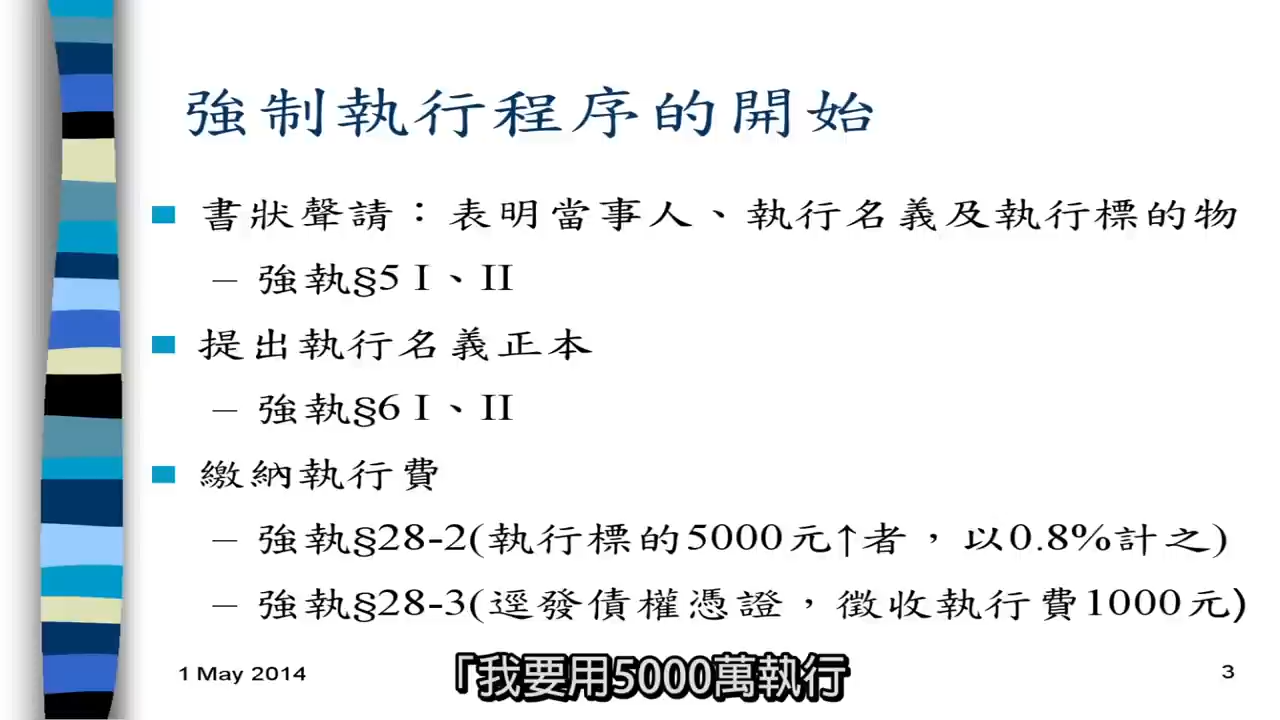 強制執行程序的開始
書狀聲請：表明當事人、執行名義及執行標的物
– 強執§5 I、II
提出執行名義正本
– 強執§6 I、II
繳納執行費
– 強執§28-2(執行標的5000元↑者，以0.8%計之)
– 強執§28-3(逕發債權憑證，徵收執行費1000元)
「我要用5000萬執行
1 May 2014
3